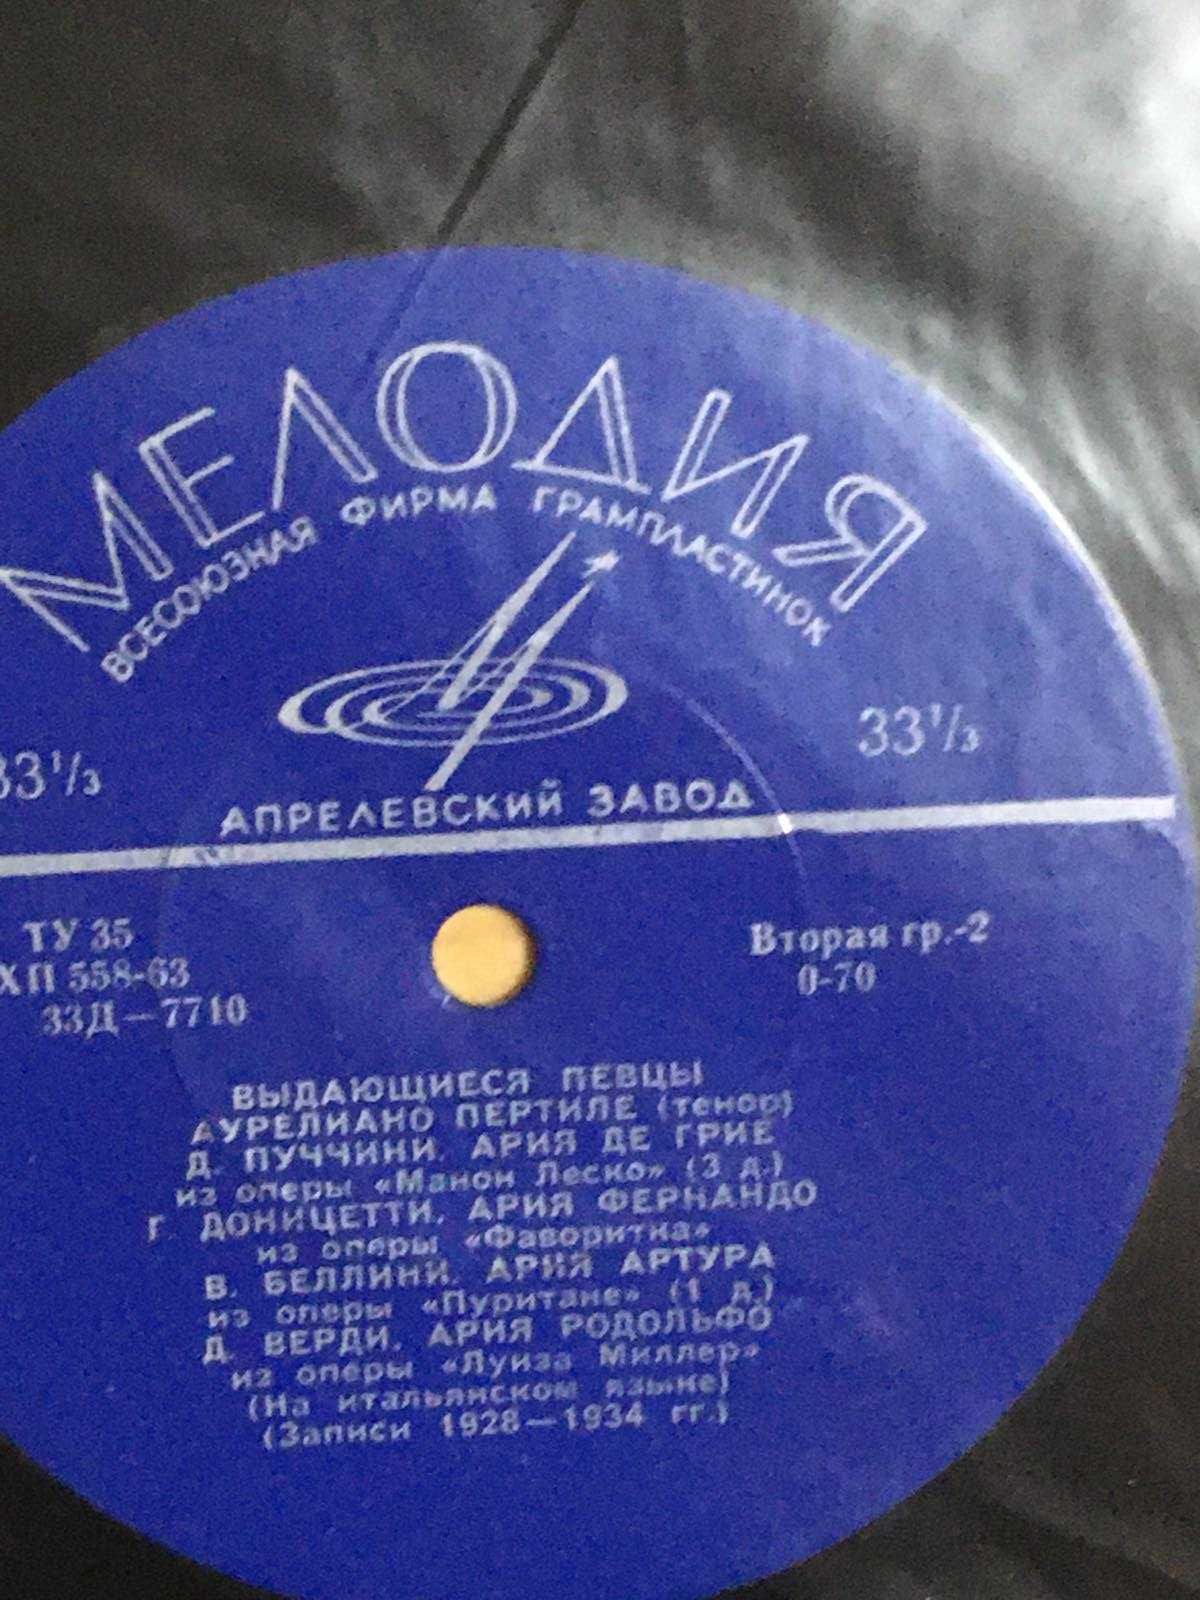 МЕЛОДИЯ
ВСЕСОЮЗНАЯ ФИРМА ГРАМПЛАСТИНОК
33⅓ 33⅓
АПРЕЛЕВСКИЙ ЗАВОД
ТУ 35
ХП 558-63
33Д—7710
Вторая гр.-2
0-70
ВЫДАЮЩИЕСЯ ПЕВЦЫ
АУРЕЛИАНО ПЕРТИЛЕ (тенор)
Д. ПУЧЧИНИ. АРИЯ ДЕ ГРИЕ
из оперы «Манон Леско» (3 д.)
Г. ДОНИЦЕТТИ. АРИЯ ФЕРНАНДО
из оперы «Фаворитка»
В. БЕЛЛИНИ. АРИЯ АРТУРА
из оперы «Пуритане» (1 д.)
Д. ВЕРДИ. АРИЯ РОДОЛЬФО
из оперы «Луиза Миллер»
(На итальянском языке)
(Записи 1928—1934 гг.)